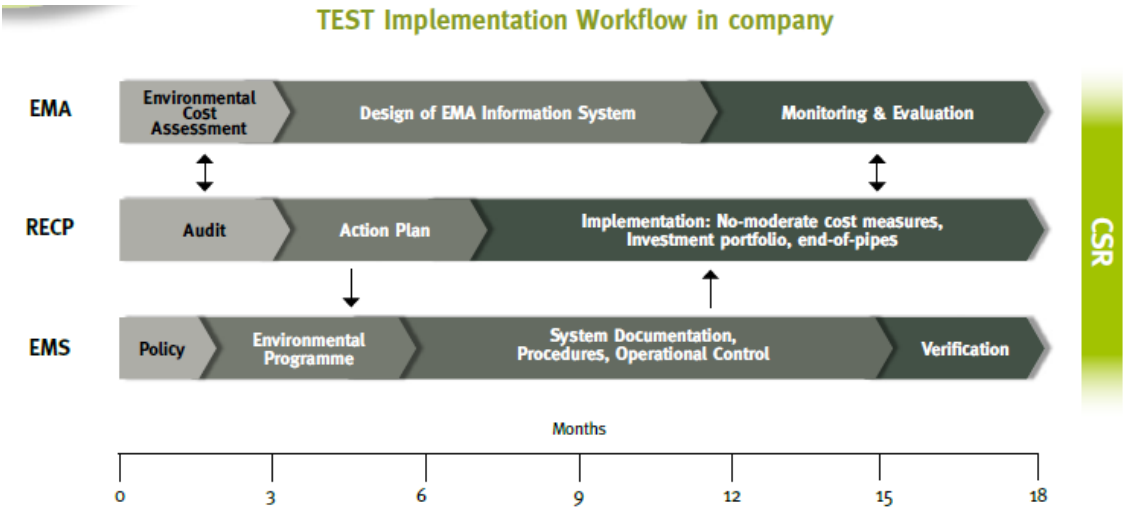 TEST Implementation Workflow in company
EMA
Environmental
Cost
Assessment
Design of EMA Information System
Monitoring & Evaluation
RECP
Audit
Action Plan
Implementation: No-moderate cost measures,
Investment portfolio, end-of-pipes
CSR
EMS
Policy
Environmental
Programme
System Documentation,
Procedures, Operational Control
Verification
Months
0 3 6 9 12 15 18